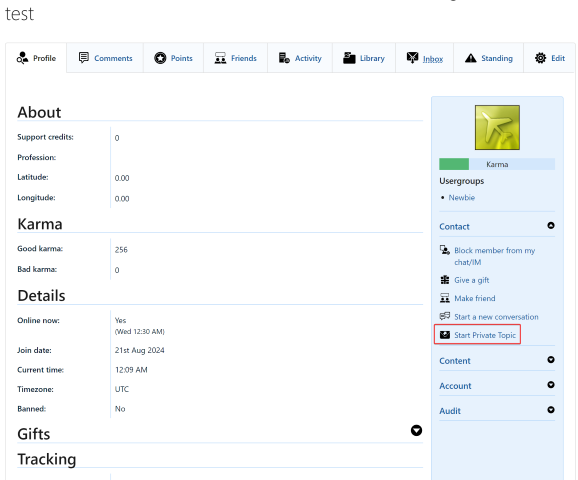 test
Profile
Comments
Points
Friends
Activity
Library
Inbox
Standing
Edit
About
Support credits: 0
Profession:
Latitude: 0.00
Longitude: 0.00
Karma
Good karma: 256
Bad karma: 0
Details
Online now: Yes
(Wed 12:30 AM)
Join date: 21st Aug 2024
Current time: 12:09 AM
Timezone: UTC
Banned: No
Gifts
Tracking
Karma
Usergroups
Newbie
Contact
Block member from my
chat/IM
Give a gift
Make friend
Start a new conversation
Start Private Topic
Content
Account
Audit